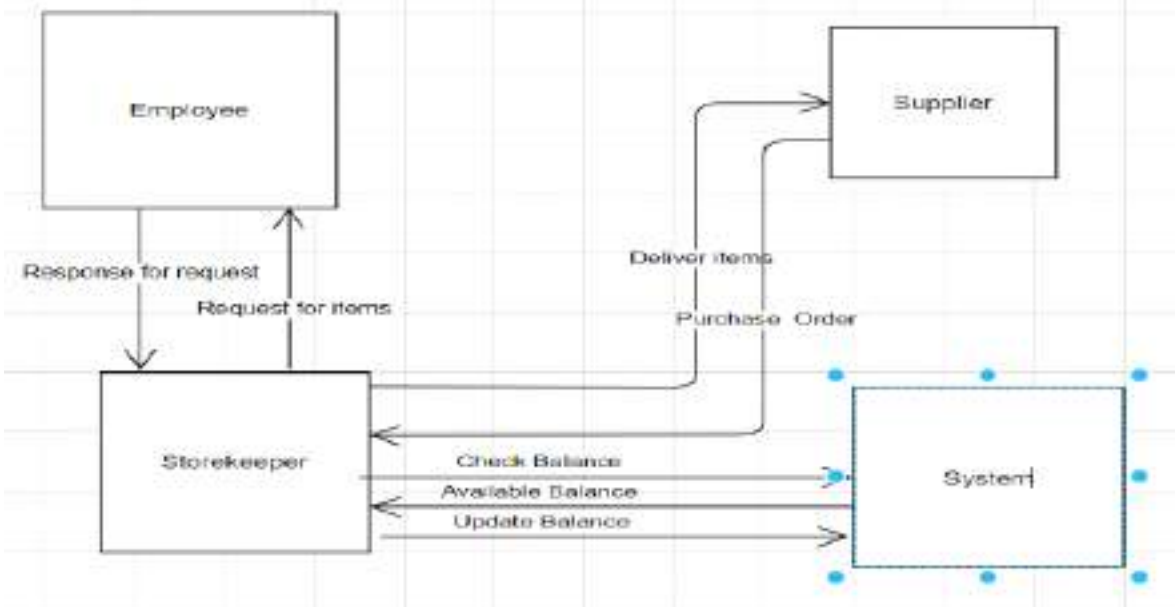 Employee
Supplier
Deliver items
Response for request
Request for items
Purchase Order
Storekeeper
Check Balance
System
Available Balance
Update Balance